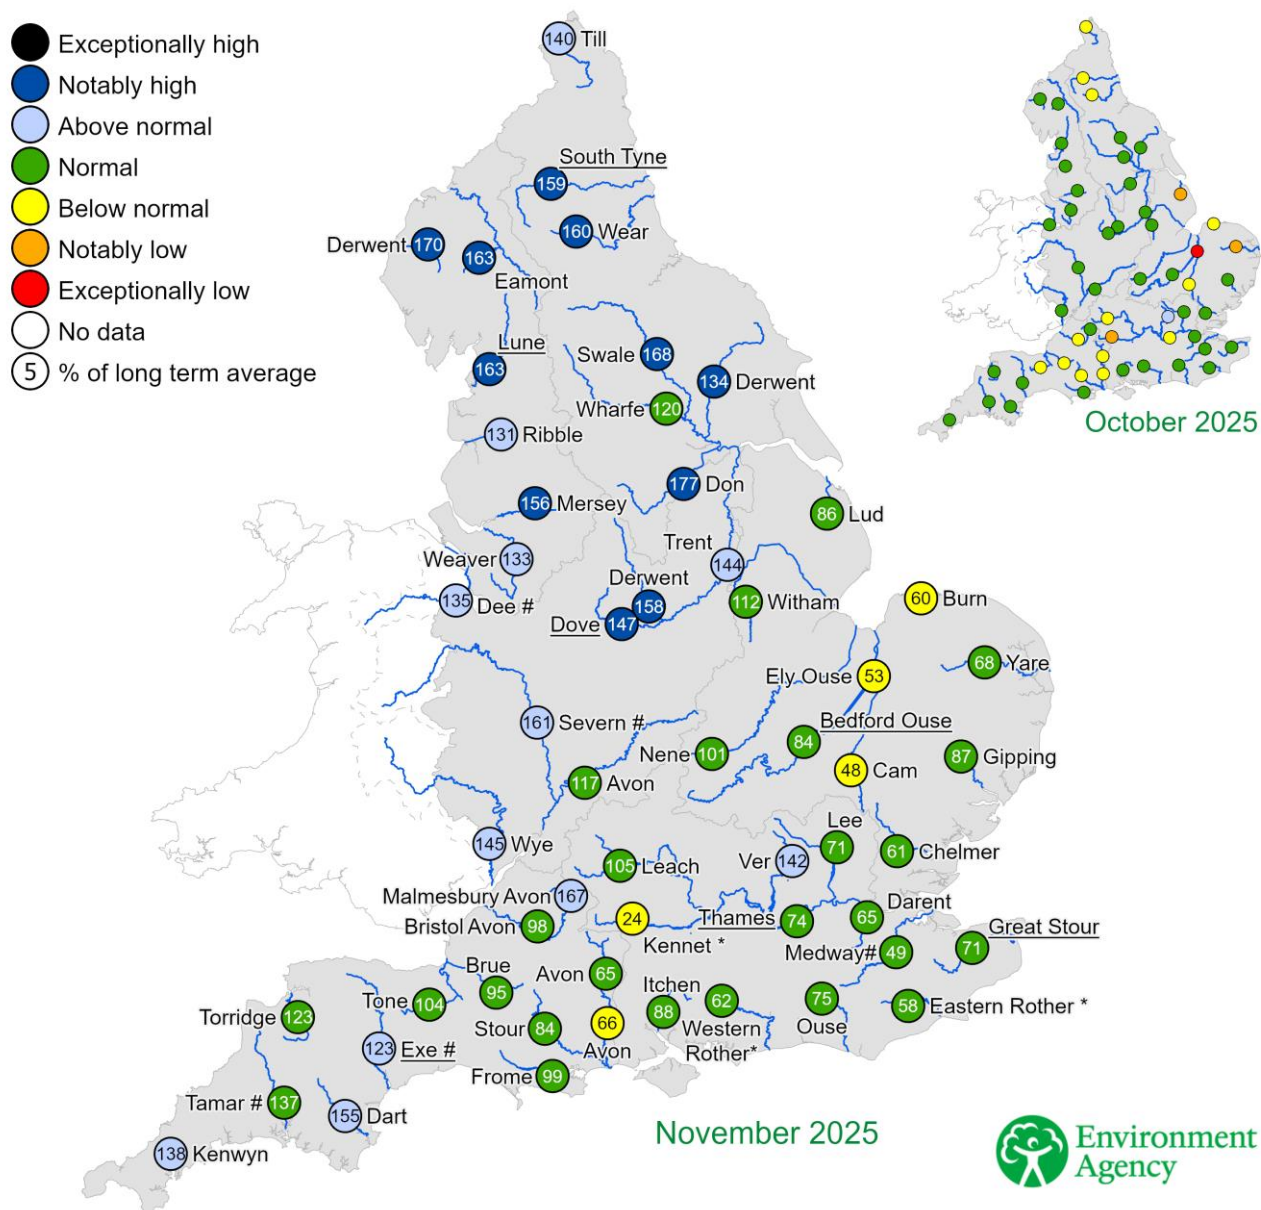 Exceptionally high
Notably high
Above normal
Normal
Below normal
Notably low
Exceptionally low
No data
5 % of long term average
140 Till
South Tyne
159
160 Wear
Derwent 170
163
Eamont
Lune
163
Swale 168
134 Derwent
Wharfe 120
131 Ribble
177 Don
156 Mersey
86 Lud
Trent
144
Weaver 133
135
Dee #
Derwent
158
Dove 147
112 Witham
60 Burn
68 Yare
Ely Ouse 53
Bedford Ouse
84
161 Severn #
Nene 101
87 Gipping
48 Cam
117 Avon
145 Wye
Lee
71
61 Chelmer
105 Leach
Ver 142
Malmesbury Avon 167
Bristol Avon 98
24
Kennet *
Thames 74
Darent
65
Great Stour
71
Medway# 49
Brue
95
Avon 65
Itchen
88
62
Western
Rother*
75
Ouse
58 Eastern Rother *
Tone 104
Torridge
123
123 Exe #
Stour 84
66
Avon
Frome 99
Tamar # 137
155 Dart
138 Kenwyn
October 2025
November 2025
Environment
Agency